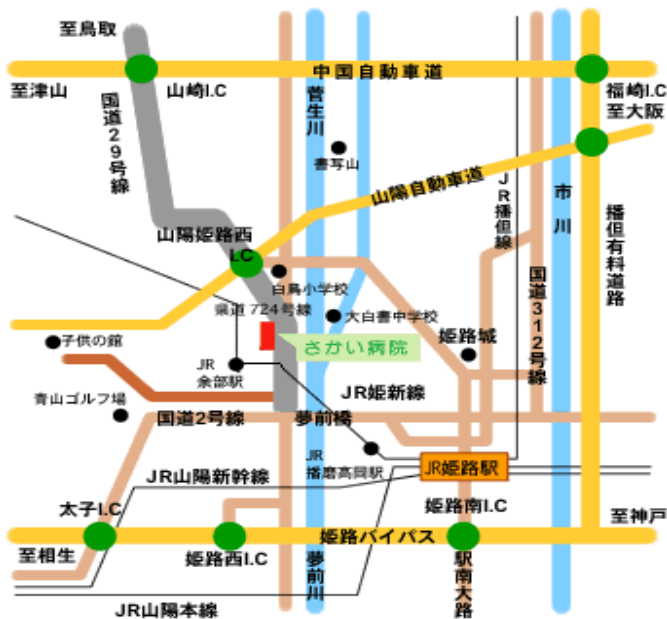 至鳥取
中国自動車道
至津山
山崎I.C
福崎I.C
至大阪
国道29号線
菅生川
書写山
山陽自動車道
JR播但線
市川
播但有料道路
山陽姫路西
I.C
白鳥小学校
国道312号線
県道724号線
大白書中学校
子供の館
さかい病院
姫路城
JR
余部駅
JR姫新線
青山ゴルフ場
国道2号線
夢前橋
JR
播磨高岡駅
JR姫路駅
JR山陽新幹線
太子I.C
姫路南I.C
至神戸
姫路バイパス
至相生
姫路西I.C
夢前川
駅南大路
JR山陽本線